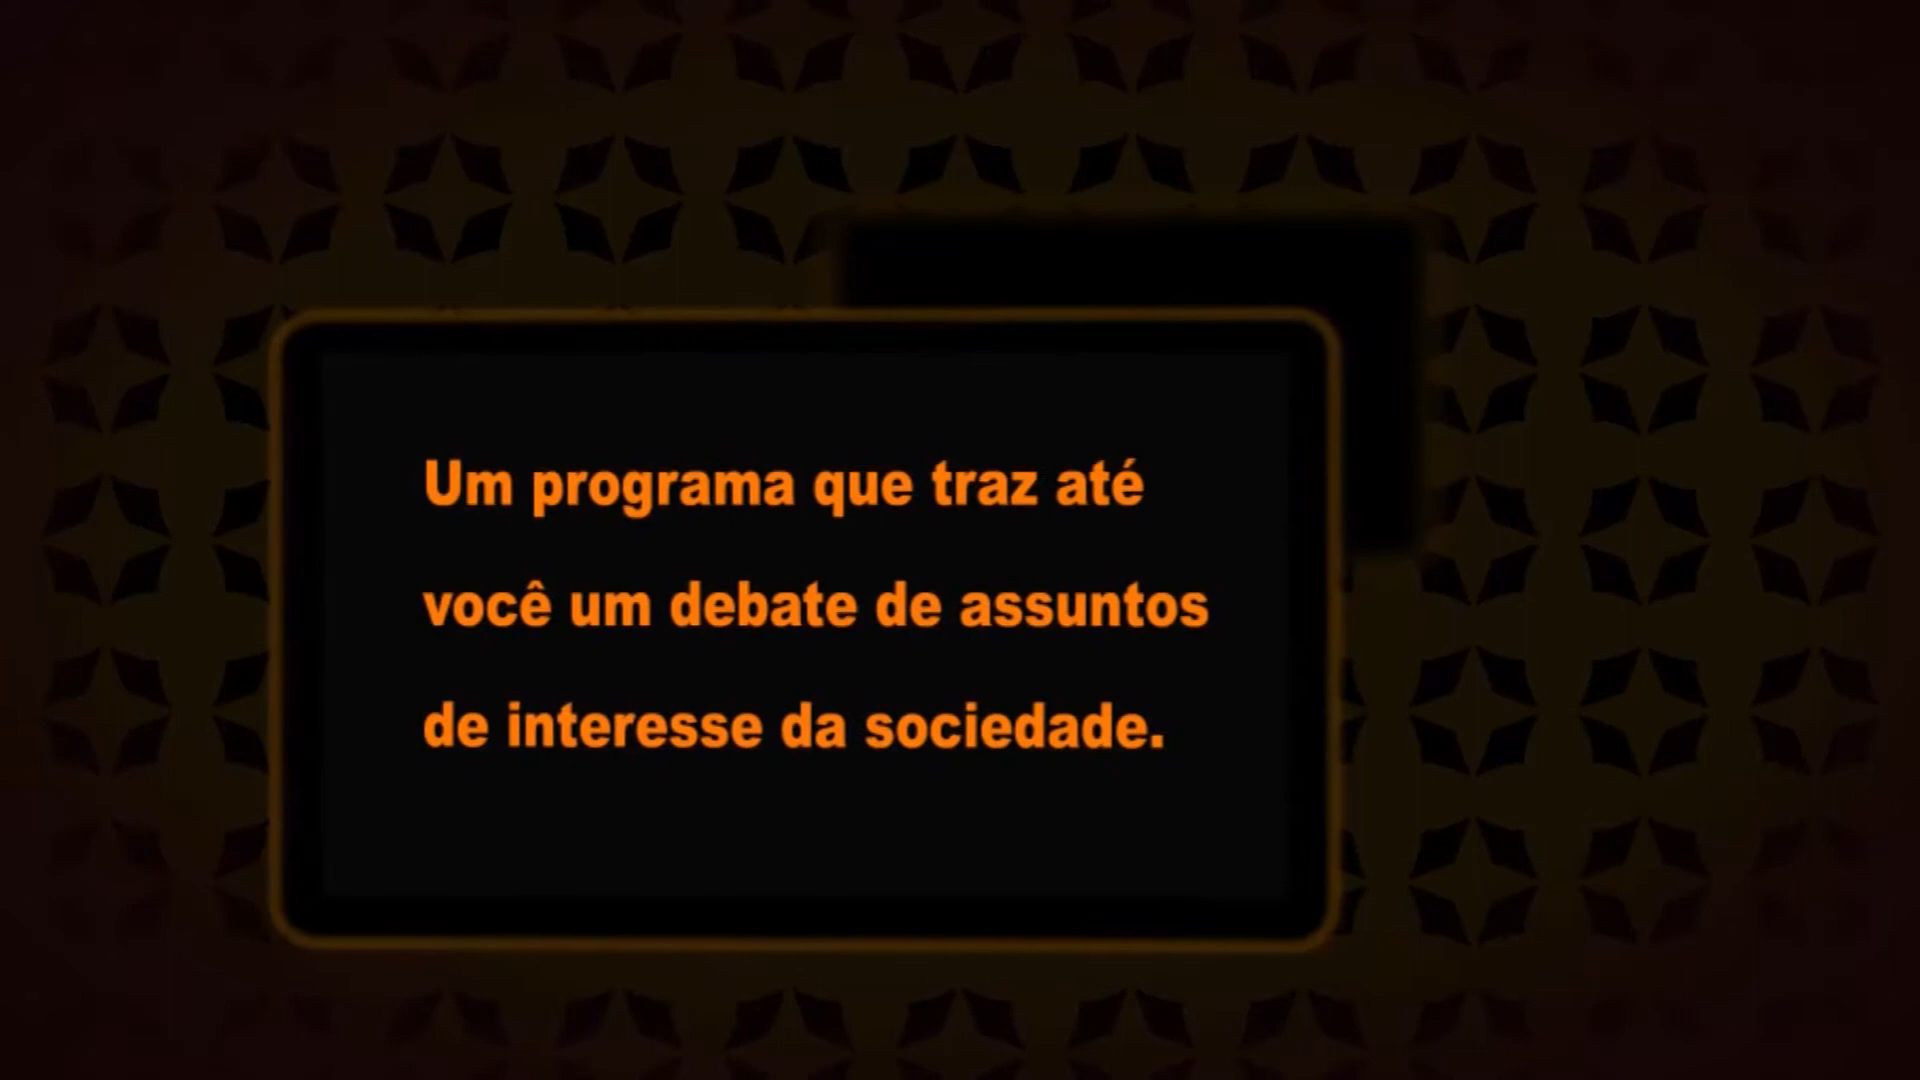 Um programa que traz até
você um debate de assuntos
de interesse da sociedade.